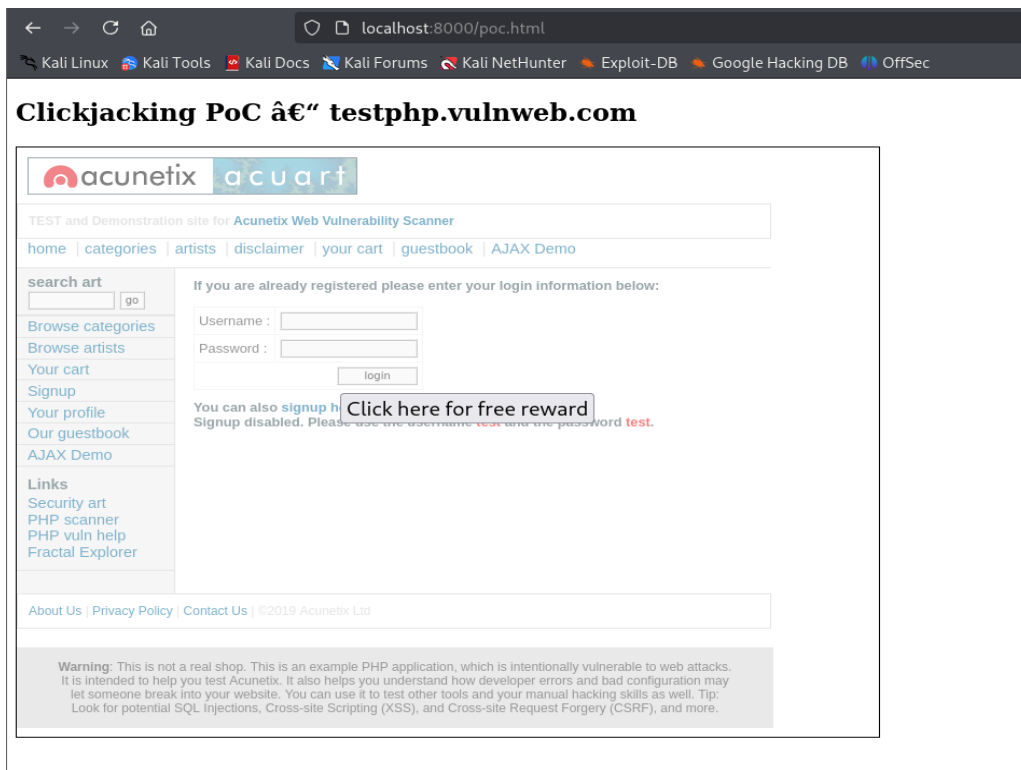 localhost:8000/poc.html
Kali Linux Kali Tools Kali Docs Kali Forums Kali NetHunter Exploit-DB Google Hacking DB OffSec
Clickjacking PoC â€“ testphp.vulnweb.com
acunetix acuart
TEST and Demonstration site for Acunetix Web Vulnerability Scanner
home | categories | artists | disclaimer | your cart | guestbook | AJAX Demo
search art
go
Browse categories
Browse artists
Your cart
Signup
Your profile
Our guestbook
AJAX Demo
Links
Security art
PHP scanner
PHP vuln help
Fractal Explorer
If you are already registered please enter your login information below:
Username :
Password :
login
You can also signup
Click here for free reward
Signup disabled. Please use the username test and the password test.
About Us | Privacy Policy | Contact Us | ©2019 Acunetix Ltd
Warning: This is not a real shop. This is an example PHP application, which is intentionally vulnerable to web attacks.
It is intended to help you test Acunetix. It also helps you understand how developer errors and bad configuration may
let someone break into your website. You can use it to test other tools and your manual hacking skills as well. Tip:
Look for potential SQL Injections, Cross-site Scripting (XSS), and Cross-site Request Forgery (CSRF), and more.